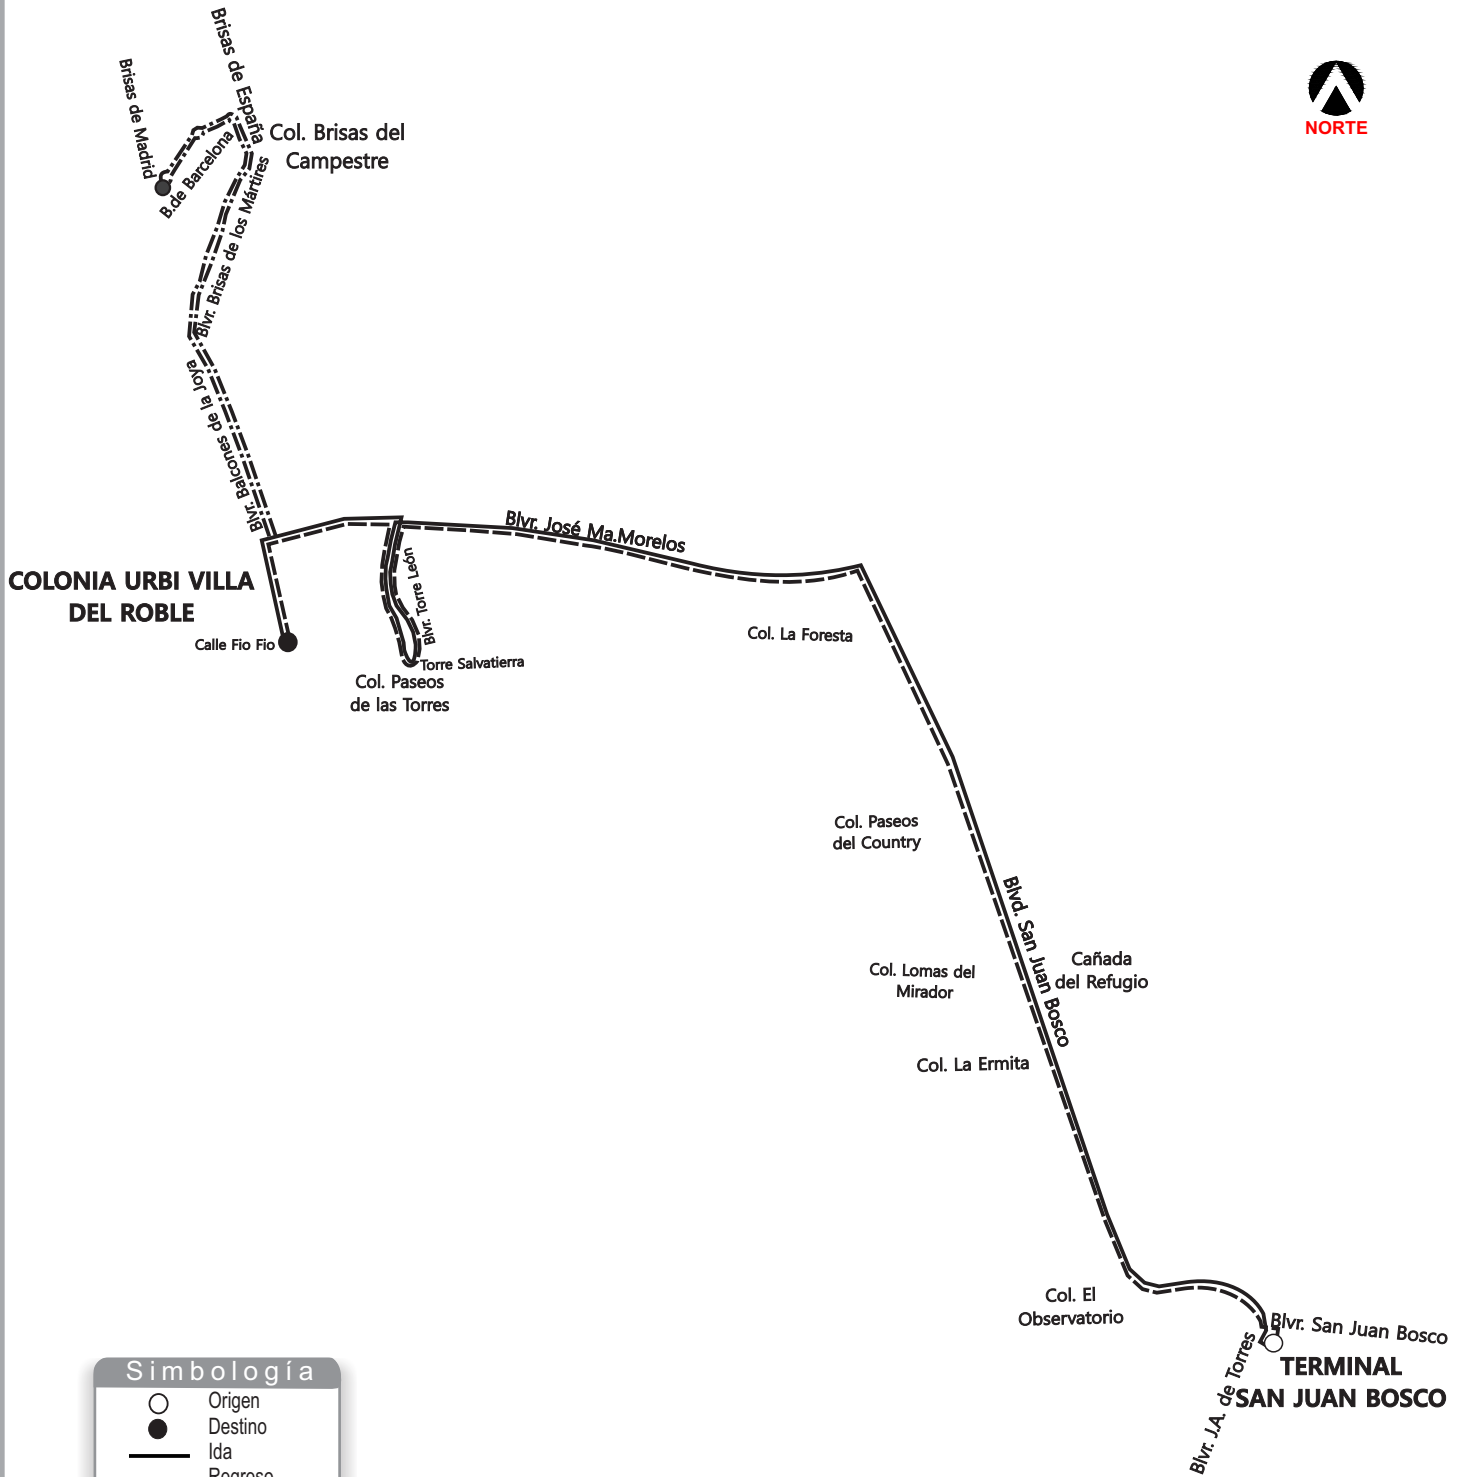 Brisas de España
Brisas de Madrid
NORTE
Col. Brisas del
Campestre
B.de Barcelona
Blvr. Brisas de los Mártires
Blvr. Balcones de la Joya
Blvr. José Ma.Morelos
Blvr. Torre León
COLONIA URBI VILLA
DEL ROBLE
Calle Fio Fio
Torre Salvatierra
Col. Paseos
de las Torres
Col. La Foresta
Col. Paseos
del Country
Blvd. San Juan Bosco
Cañada
del Refugio
Col. Lomas del
Mirador
Col. La Ermita
Col. El
Observatorio
Blvr. San Juan Bosco
TERMINAL
SAN JUAN BOSCO
Blvr. J.A. de Torres
Simbología
Origen
Destino
Ida
Regreso